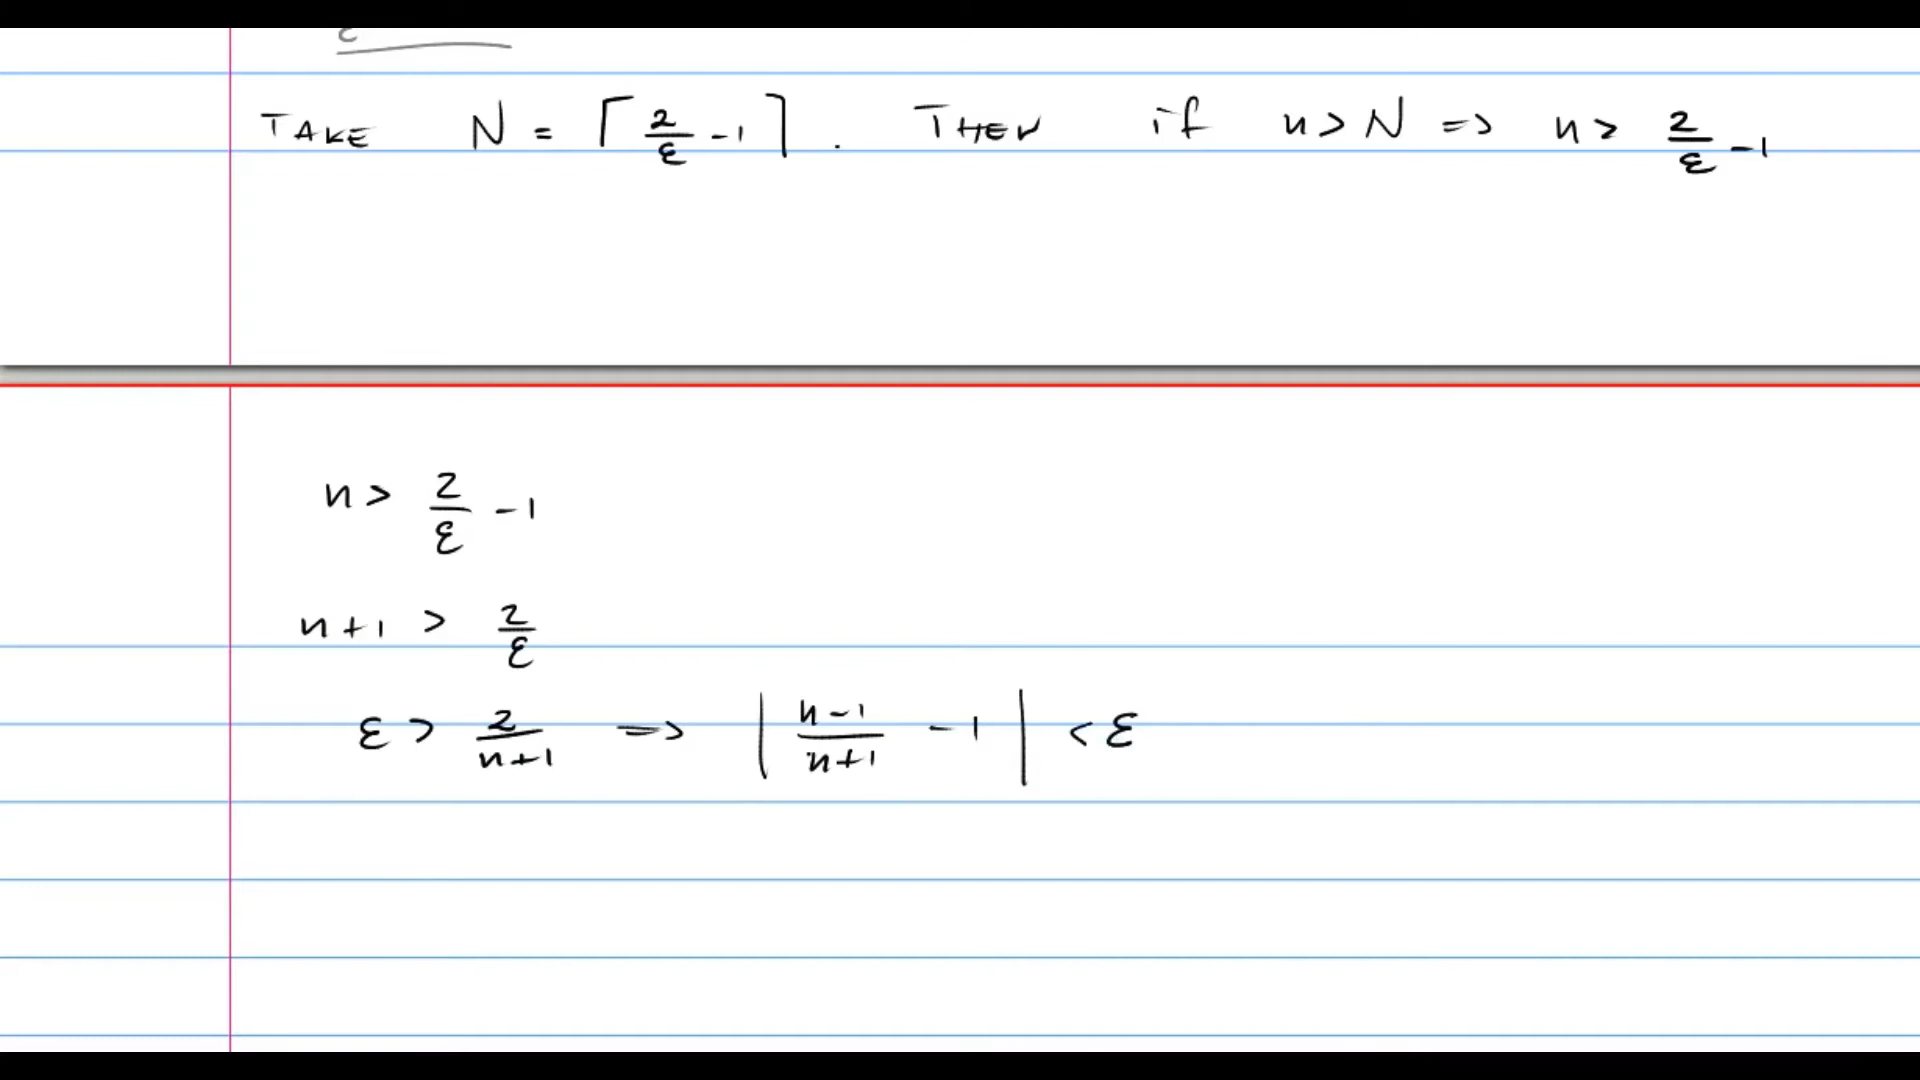 TAKE N = ⌈2/ε -1⌉. THEN if n > N => n > 2/ε -1
n > 2/ε -1
n+1 > 2/ε
ε > 2/n+1 => | n-1/n+1 - 1 | < ε